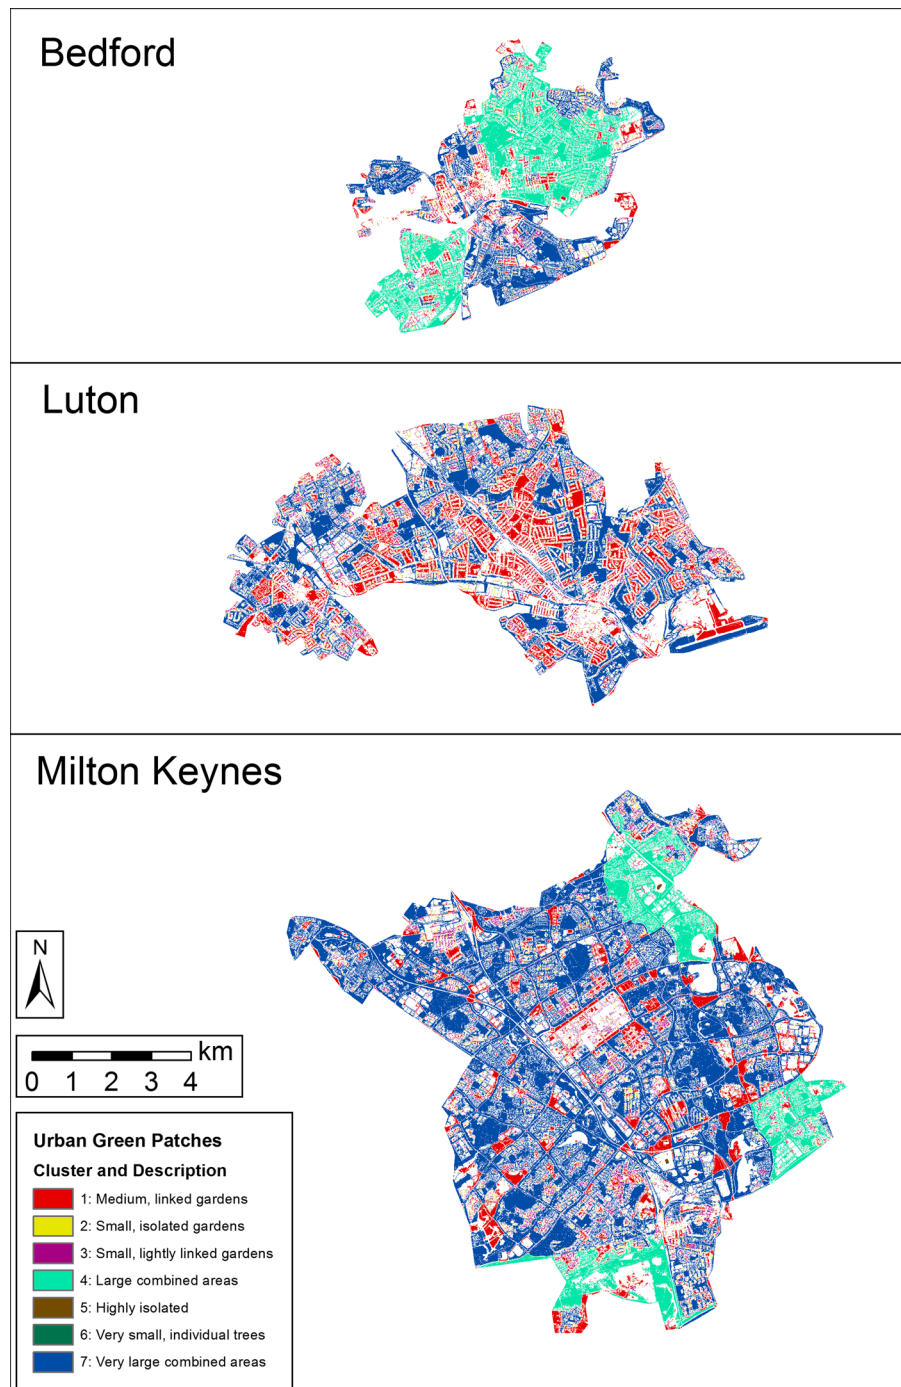 Bedford
Luton
Milton Keynes
N
km
0 1 2 3 4
Urban Green Patches
Cluster and Description
1: Medium, linked gardens
2: Small, isolated gardens
3: Small, lightly linked gardens
4: Large combined areas
5: Highly isolated
6: Very small, individual trees
7: Very large combined areas